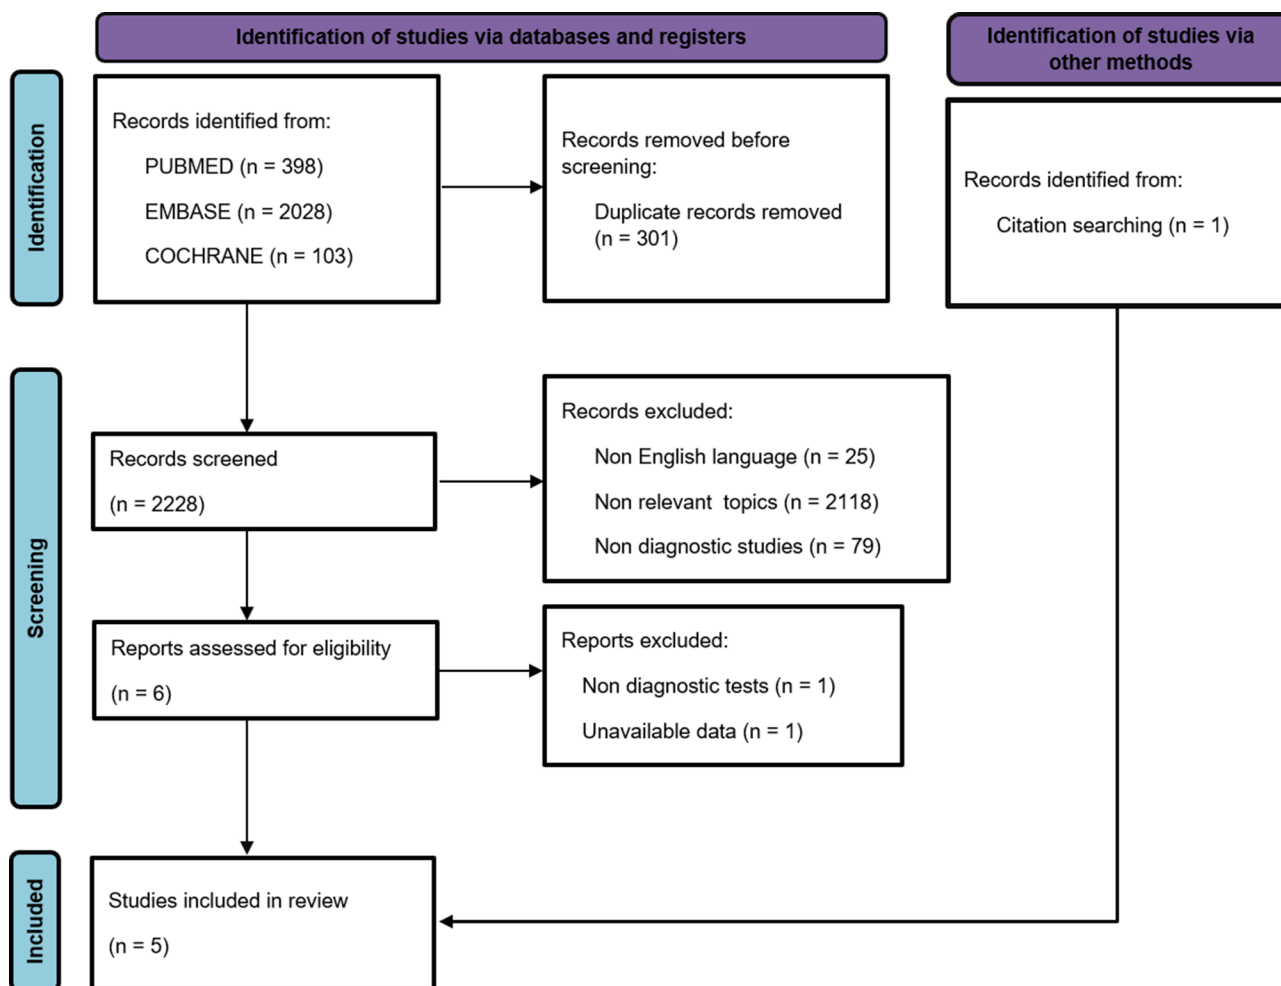 Identification of studies via databases and registers
Identification of studies via
other methods
Identification
Records identified from:
PUBMED (n = 398)
EMBASE (n = 2028)
COCHRANE (n = 103)
Records removed before
screening:
Duplicate records removed
(n = 301)
Records identified from:
Citation searching (n = 1)
Screening
Records screened
(n = 2228)
Records excluded:
Non English language (n = 25)
Non relevant  topics (n = 2118)
Non diagnostic studies (n = 79)
Reports assessed for eligibility
(n = 6)
Reports excluded:
Non diagnostic tests (n = 1)
Unavailable data (n = 1)
Included
Studies included in review
(n = 5)